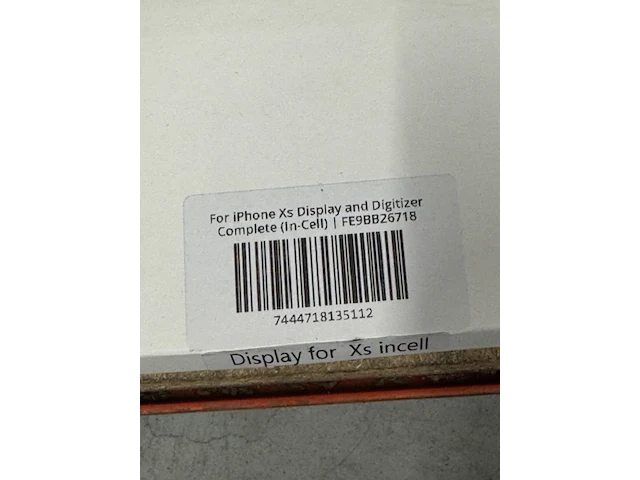 For iPhone Xs Display and Digitizer
Complete (In-Cell) | FE9BB26718
7444718135112
Display for Xs incell